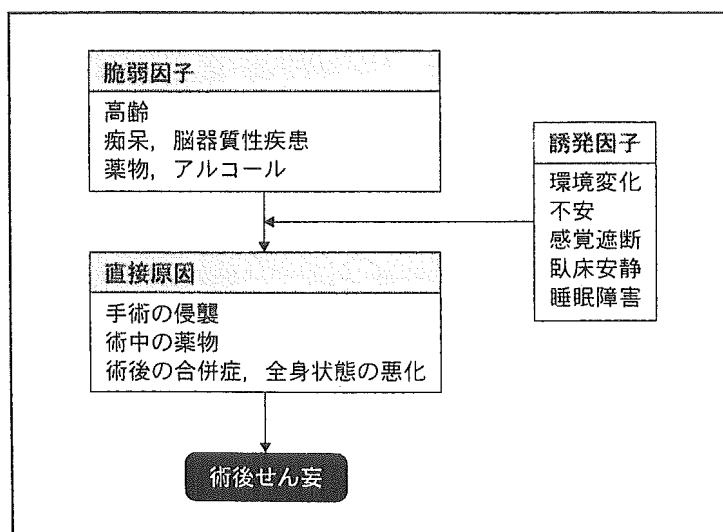 脆弱因子
高齢
痴呆，脳器質性疾患
薬物，アルコール
誘発因子
環境変化
不安
感覚遮断
臥床安静
睡眠障害
直接原因
手術の侵襲
術中の薬物
術後の合併症，全身状態の悪化
術後せん妄